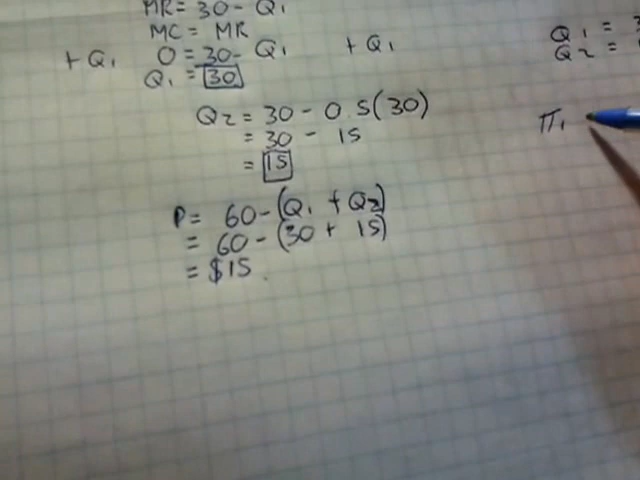 MR = 30 - Q₁
MC = MR
+ Q₁ 0 = 30 - Q₁ + Q₁
Q₁ = 30
Q₂ = 30 - 0.5(30)
= 30 - 15
= 15
P = 60 - (Q₁ + Q₂)
= 60 - (30 + 15)
= $15
Q₁ =
Q₂ =
π₁